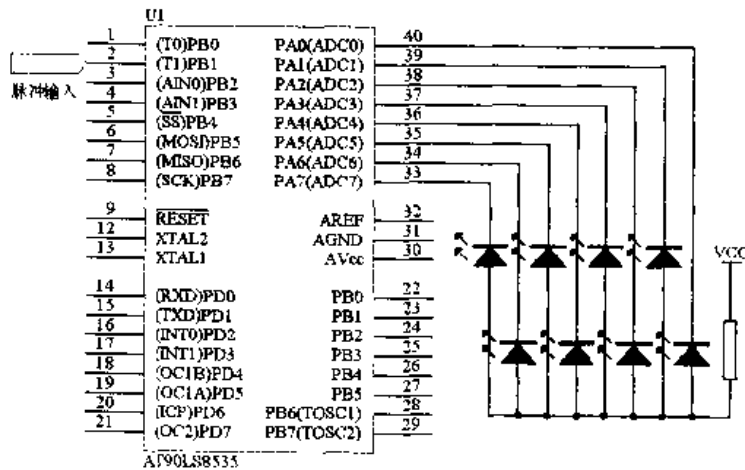 U1
1 (T0)PB0 PA0(ADC0) 40
2 (T1)PB1 PA1(ADC1) 39
脉冲输入
3 (AIN0)PB2 PA2(ADC2) 38
4 (AIN1)PB3 PA3(ADC3) 37
5 (SS)PB4 PA4(ADC4) 36
6 (MOSI)PB5 PA5(ADC5) 35
7 (MISO)PB6 PA6(ADC6) 34
8 (SCK)PB7 PA7(ADC7) 33
9 RESET AREF 32
12 XTAL2 AGND 31
13 XTAL1 AVcc 30
VCC
14 (RXD)PD0 PB0 22
15 (TXD)PD1 PB1 23
16 (INT0)PD2 PB2 24
17 (INT1)PD3 PB3 25
18 (OC1B)PD4 PB4 26
19 (OC1A)PD5 PB5 27
20 (ICP)PD6 PB6(TOSC1) 28
21 (OC2)PD7 PB7(TOSC2) 29
AT90LS8535